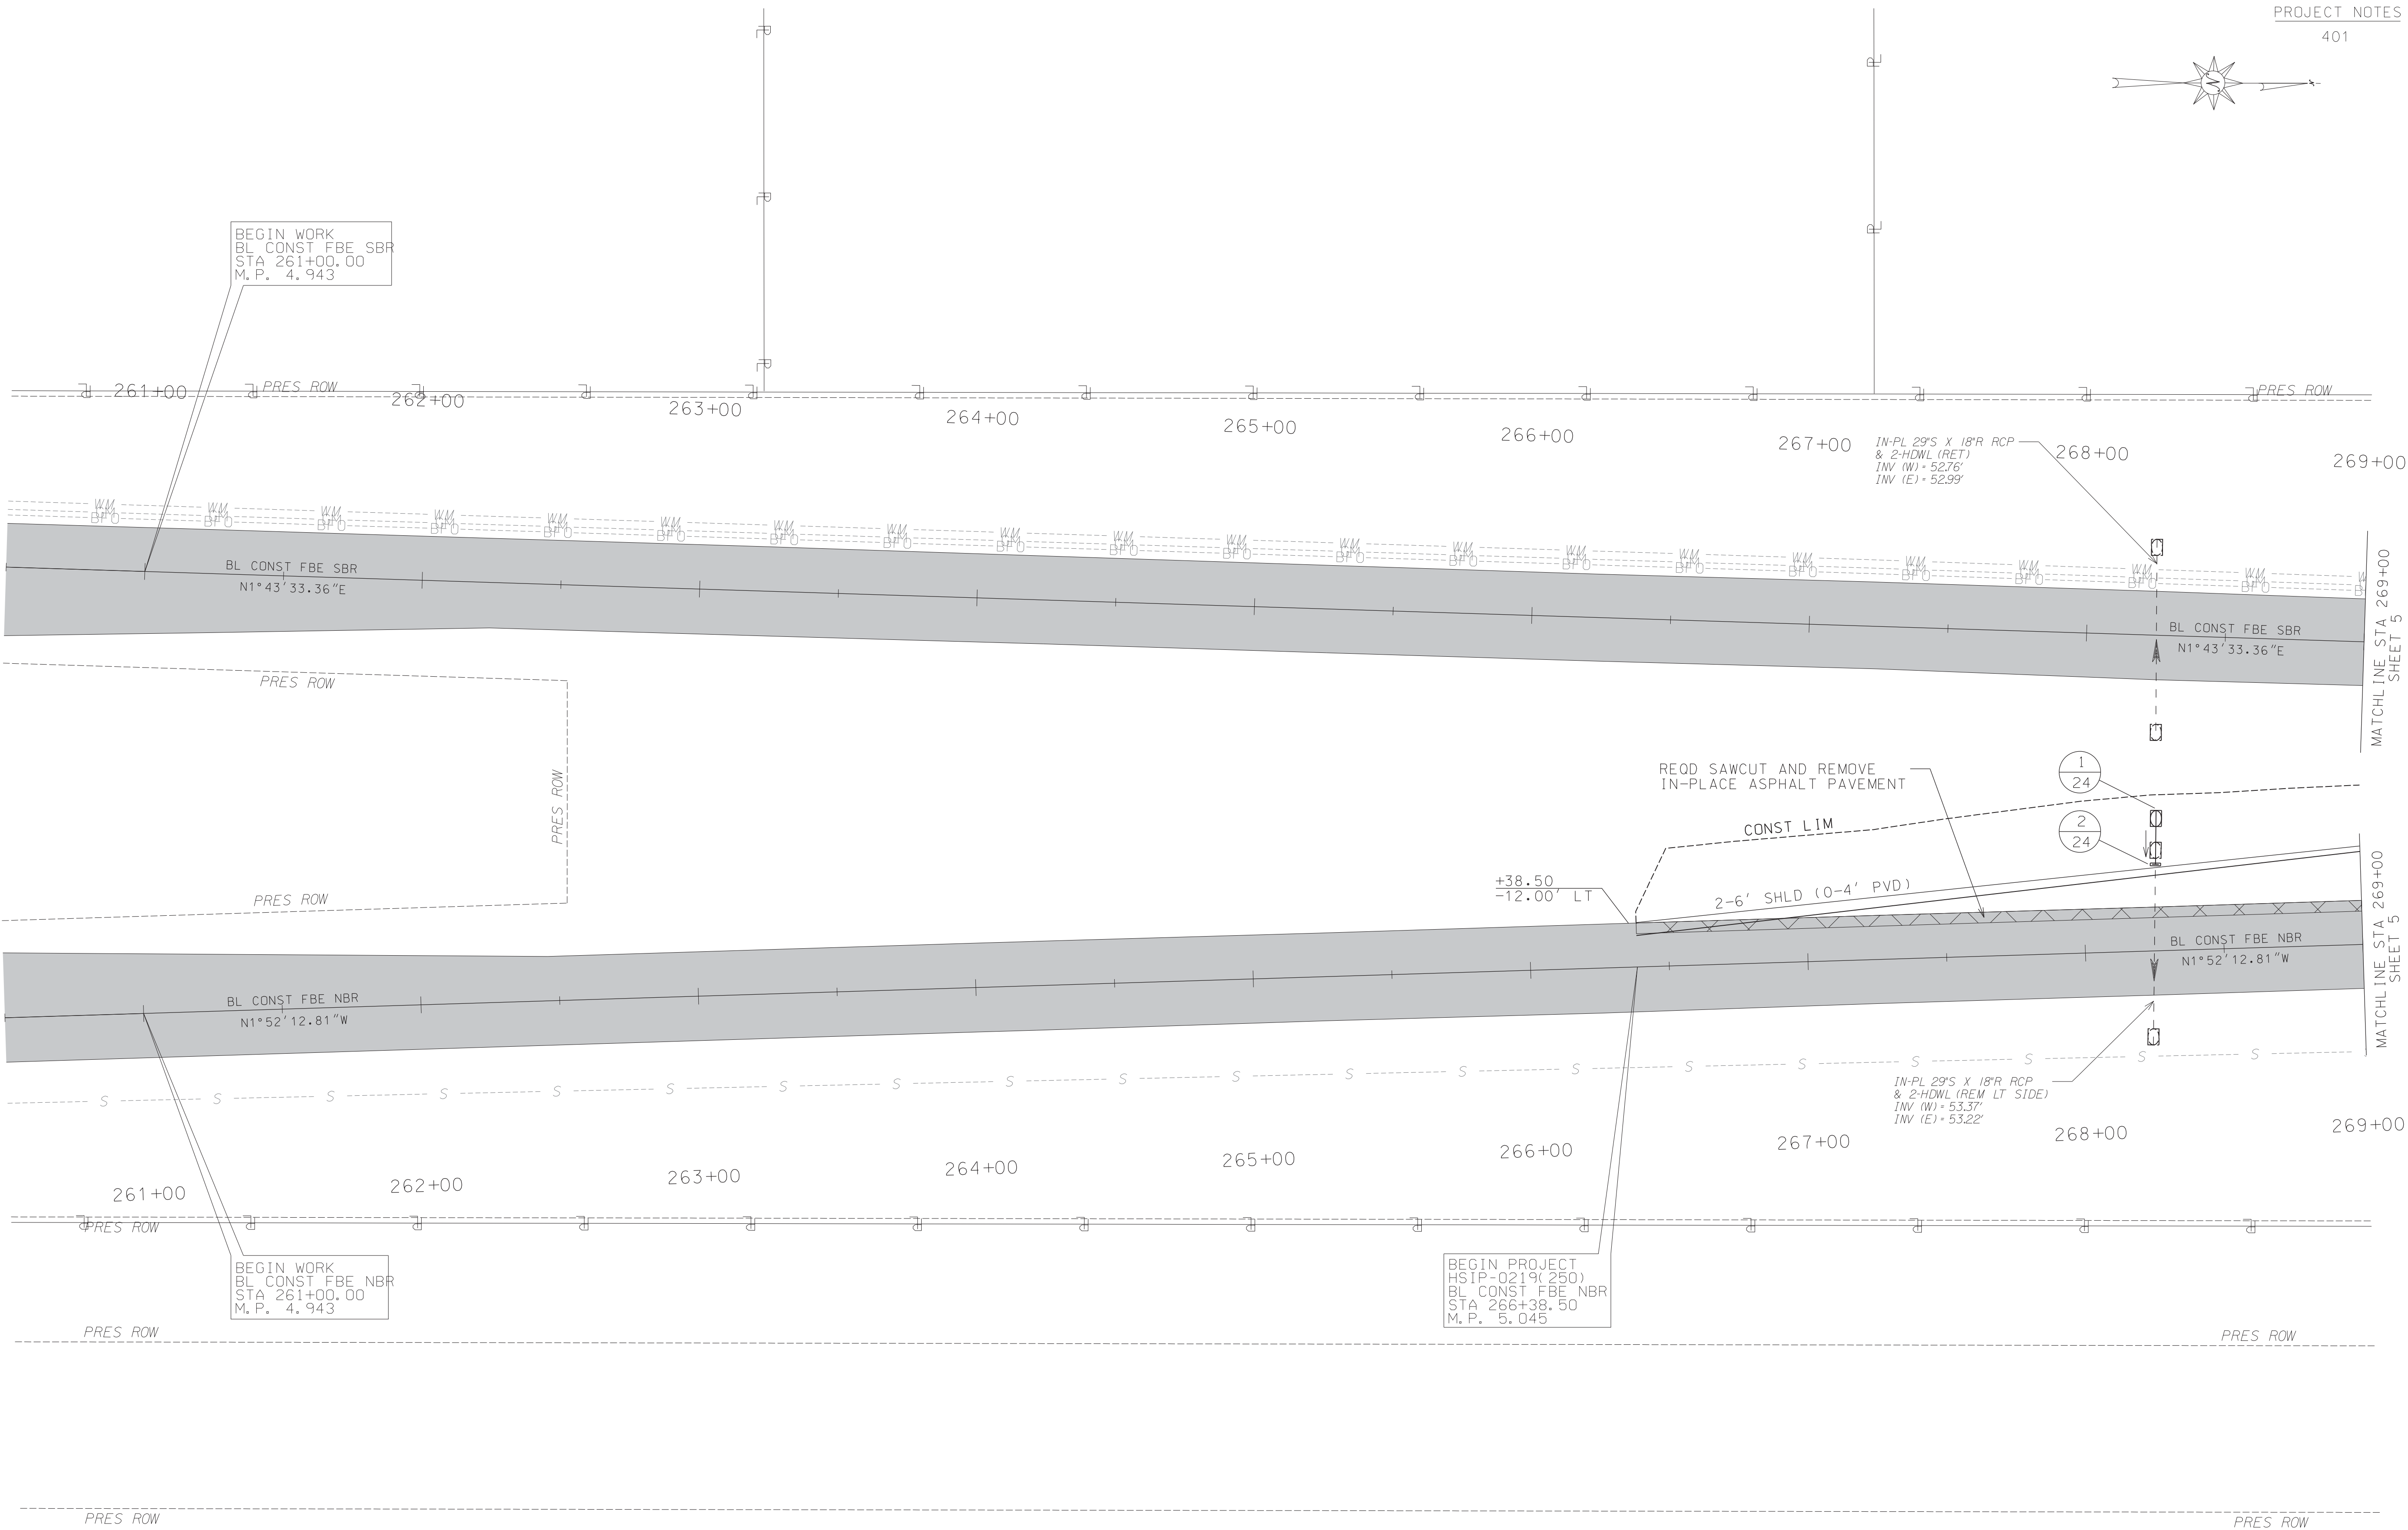 PROJECT NOTES
401
BEGIN WORK
BL CONST FBE SBR
STA 261+00.00
M.P. 4.943
PRES ROW
PRES ROW
261+00
262+00
263+00
264+00
265+00
266+00
267+00
268+00
269+00
IN-PL 29"S X 18"R RCP
& 2-HDWL (RET)
INV (W) = 52.76'
INV (E) = 52.99'
BL CONST FBE SBR
N1°43'33.36"E
BL CONST FBE SBR
N1°43'33.36"E
MATCHLINE STA 269+00
SHEET 5
PRES ROW
PRES ROW
PRES ROW
REQD SAWCUT AND REMOVE
IN-PLACE ASPHALT PAVEMENT
1
24
2
24
CONST LIM
+38.50
-12.00' LT
2-6' SHLD (0-4' PVD)
BL CONST FBE NBR
N1°52'12.81"W
BL CONST FBE NBR
N1°52'12.81"W
MATCHLINE STA 269+00
SHEET 5
S S S S S S S S S S S S S S S S S S S S
IN-PL 29"S X 18"R RCP
& 2-HDWL (REM LT SIDE)
INV (W) = 53.37'
INV (E) = 53.22'
261+00
262+00
263+00
264+00
265+00
266+00
267+00
268+00
269+00
PRES ROW
BEGIN WORK
BL CONST FBE NBR
STA 261+00.00
M.P. 4.943
BEGIN PROJECT
HSIP-0219(250)
BL CONST FBE NBR
STA 266+38.50
M.P. 5.045
PRES ROW
PRES ROW
PRES ROW
PRES ROW